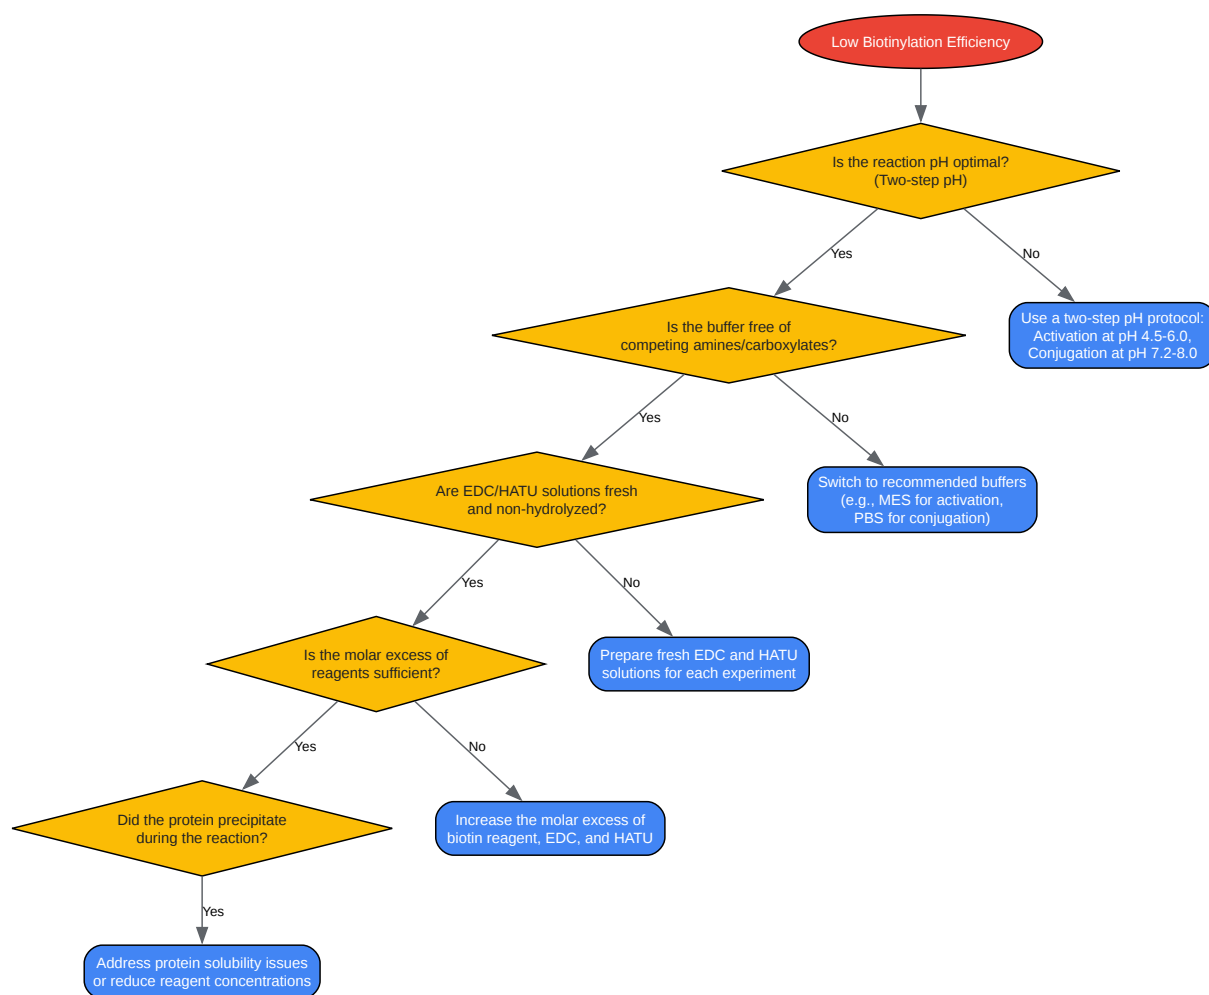 Low Biotinylation Efficiency
Is the reaction pH optimal?
(Two-step pH)
Yes
No
Is the buffer free of
competing amines/carboxylates?
Use a two-step pH protocol:
Activation at pH 4.5-6.0,
Conjugation at pH 7.2-8.0
Yes
No
Are EDC/HATU solutions fresh
and non-hydrolyzed?
Switch to recommended buffers
(e.g., MES for activation,
PBS for conjugation)
Yes
No
Is the molar excess of
reagents sufficient?
Prepare fresh EDC and HATU
solutions for each experiment
Yes
No
Did the protein precipitate
during the reaction?
Increase the molar excess of
biotin reagent, EDC, and HATU
Yes
Address protein solubility issues
or reduce reagent concentrations